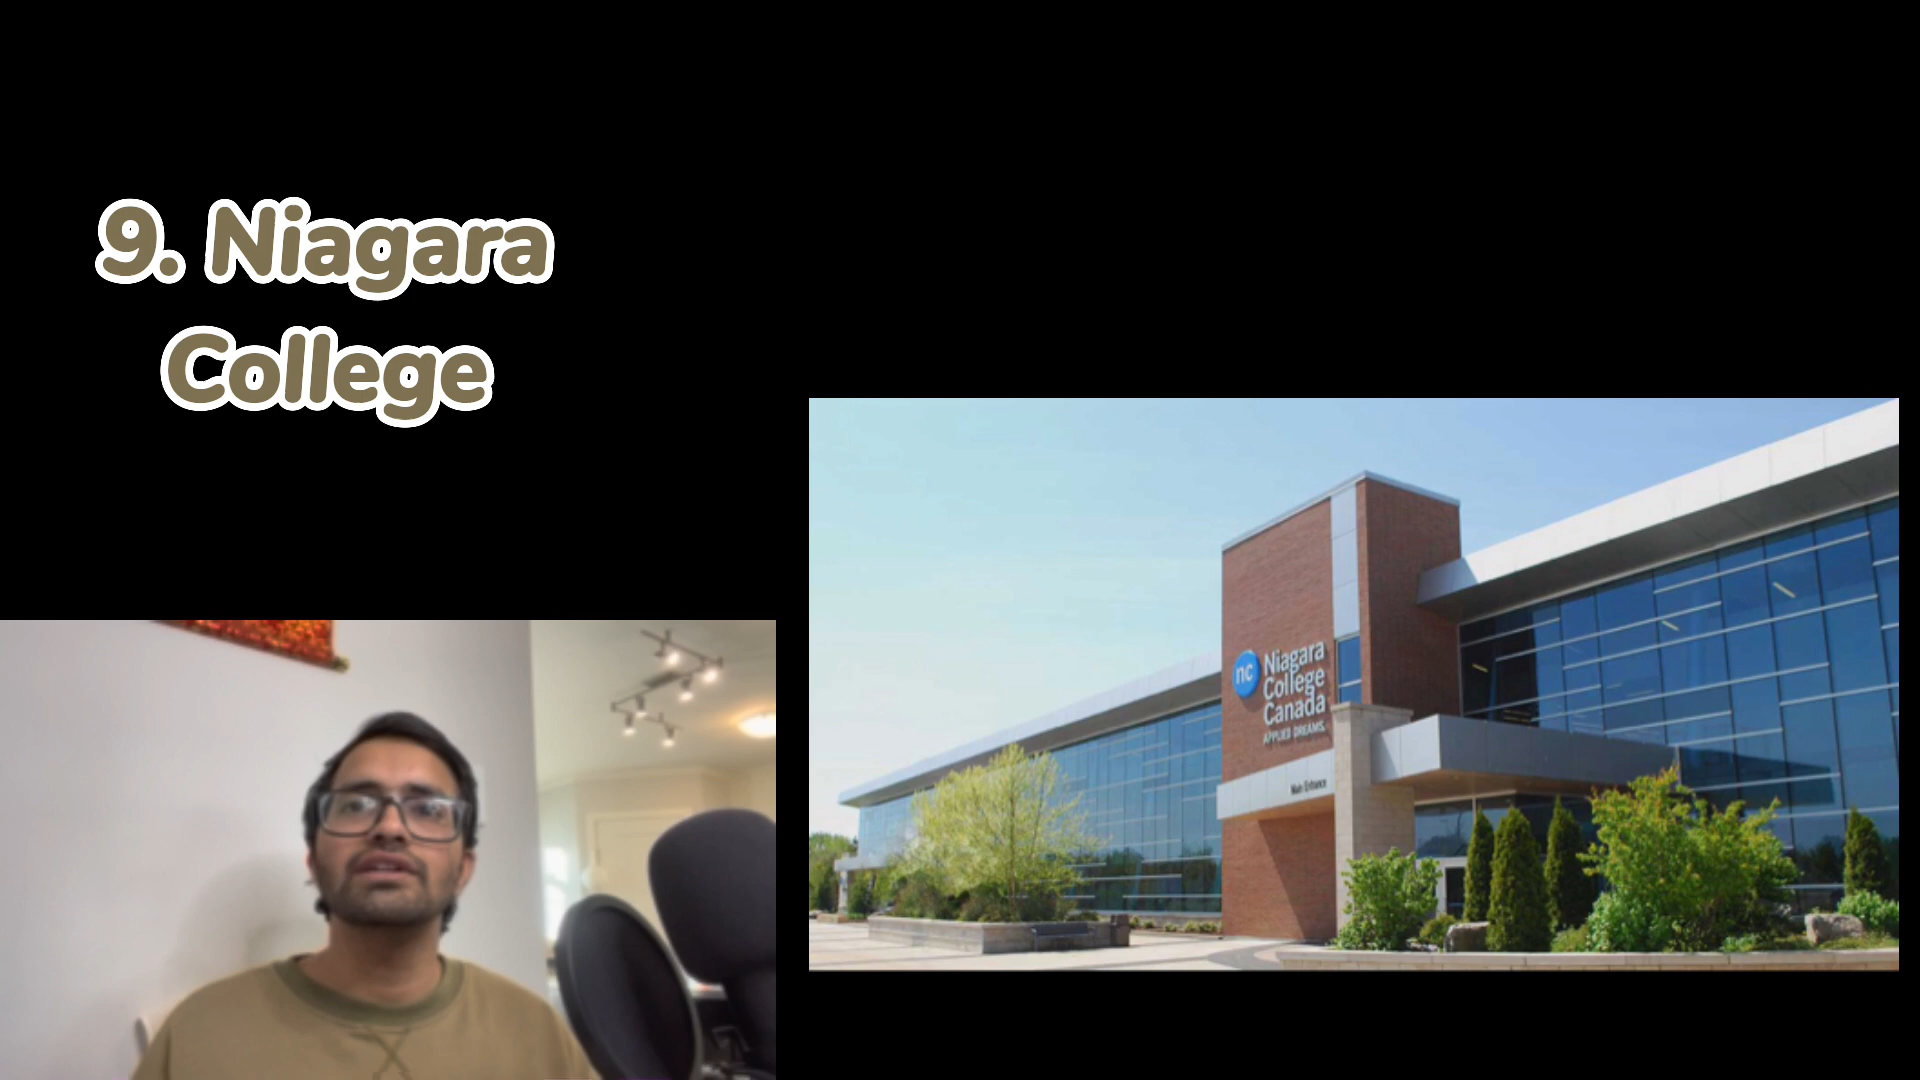 9. Niagara
College
nc
Niagara
College
Canada
APPLIED DREAMS.
Main Entrance